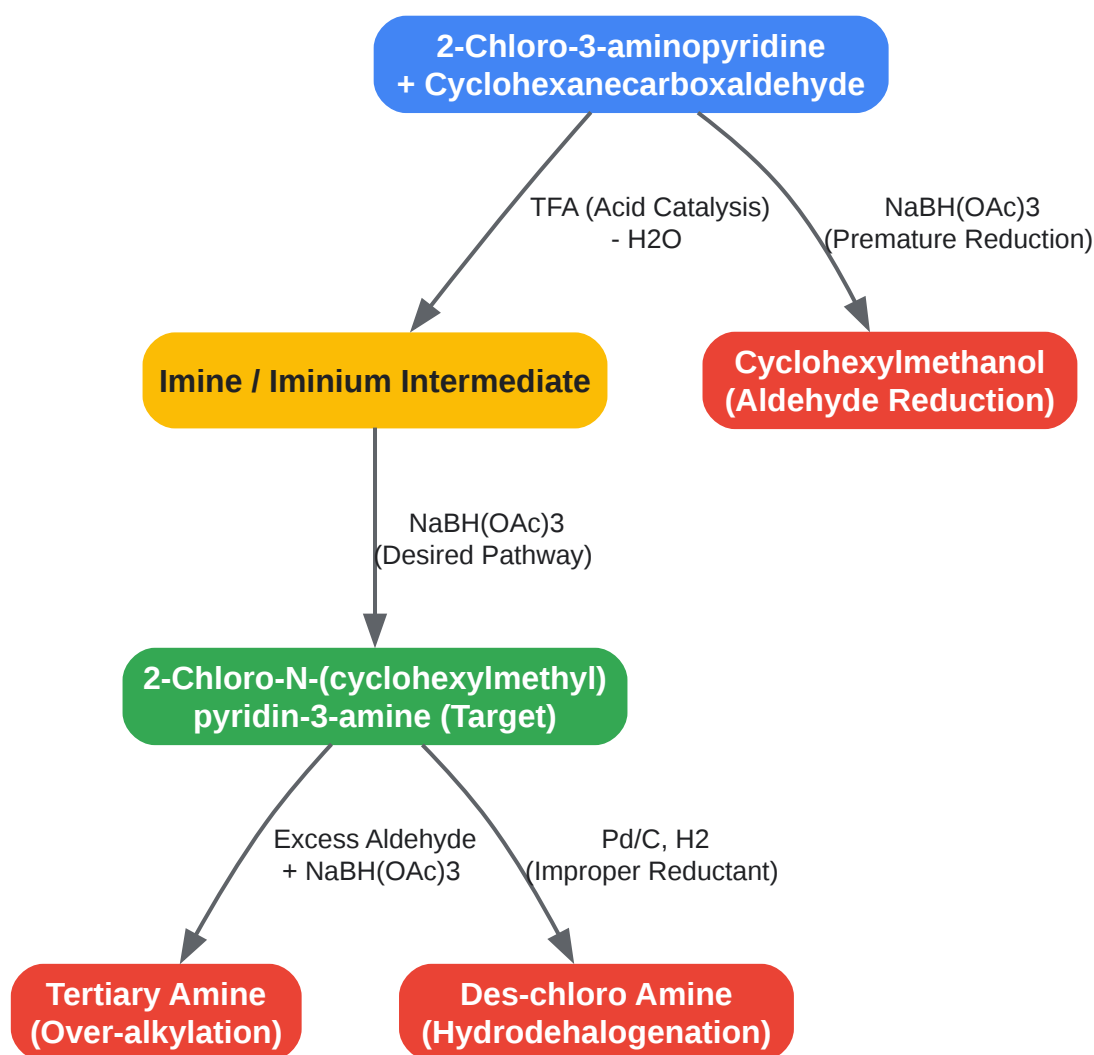 2-Chloro-3-aminopyridine
+ Cyclohexanecarboxaldehyde
TFA (Acid Catalysis)
- H2O
NaBH(OAc)3
(Premature Reduction)
Imine / Iminium Intermediate
Cyclohexylmethanol
(Aldehyde Reduction)
NaBH(OAc)3
(Desired Pathway)
2-Chloro-N-(cyclohexylmethyl)
pyridin-3-amine (Target)
Excess Aldehyde
+ NaBH(OAc)3
Pd/C, H2
(Improper Reductant)
Tertiary Amine
(Over-alkylation)
Des-chloro Amine
(Hydrodehalogenation)